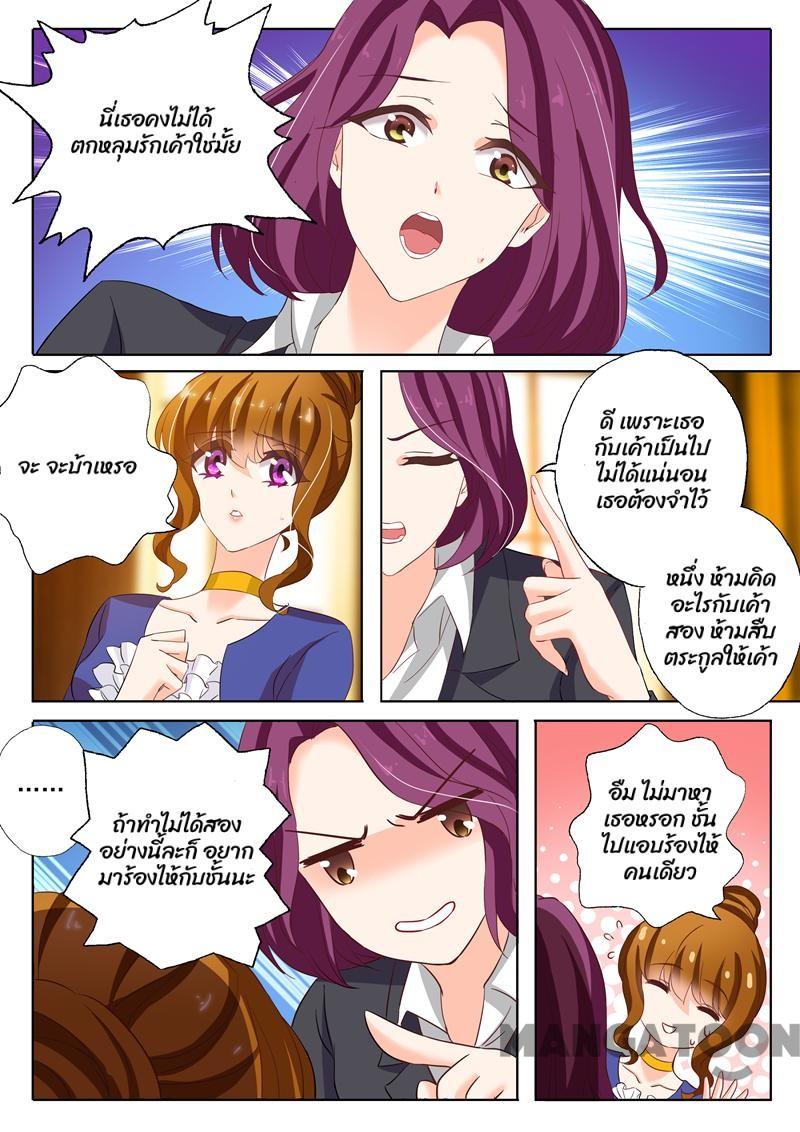 นี่เธอคงไม่ได้
ตกหลุมรักเค้าใช่มั้ย
จะ จะบ้าเหรอ
ดี เพราะเธอ
กับเค้าเป็นไป
ไม่ได้แน่นอน
เธอต้องจำไว้
หนึ่ง ห้ามคิด
อะไรกับเค้า
สอง ห้ามสืบ
ตระกูลให้เค้า
......
ถ้าทำไม่ได้สอง
อย่างนี้ละก็ อยาก
มาร้องไห้กับชั้นนะ
อืม ไม่มาหา
เธอหรอก ชั้น
ไปแอบร้องไห้
คนเดียว
MANGATOON